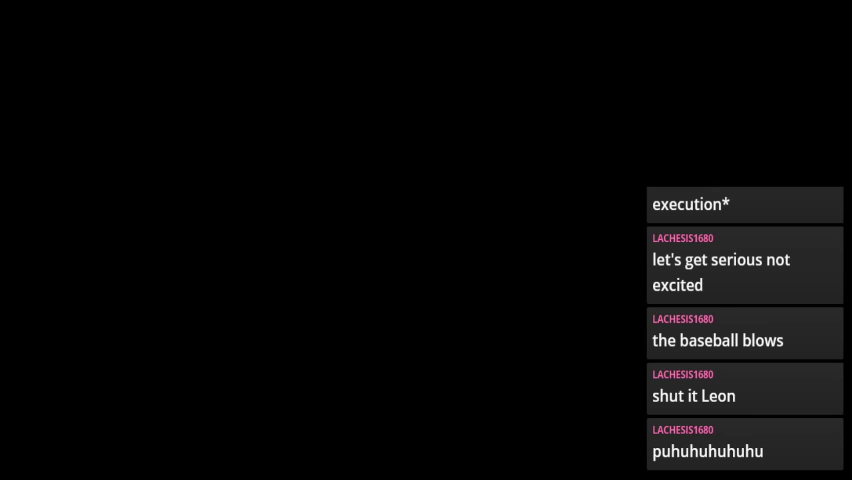 execution*
LACHESIS1680
let's get serious not
excited
LACHESIS1680
the baseball blows
LACHESIS1680
shut it Leon
LACHESIS1680
puhuhuhuhuhu